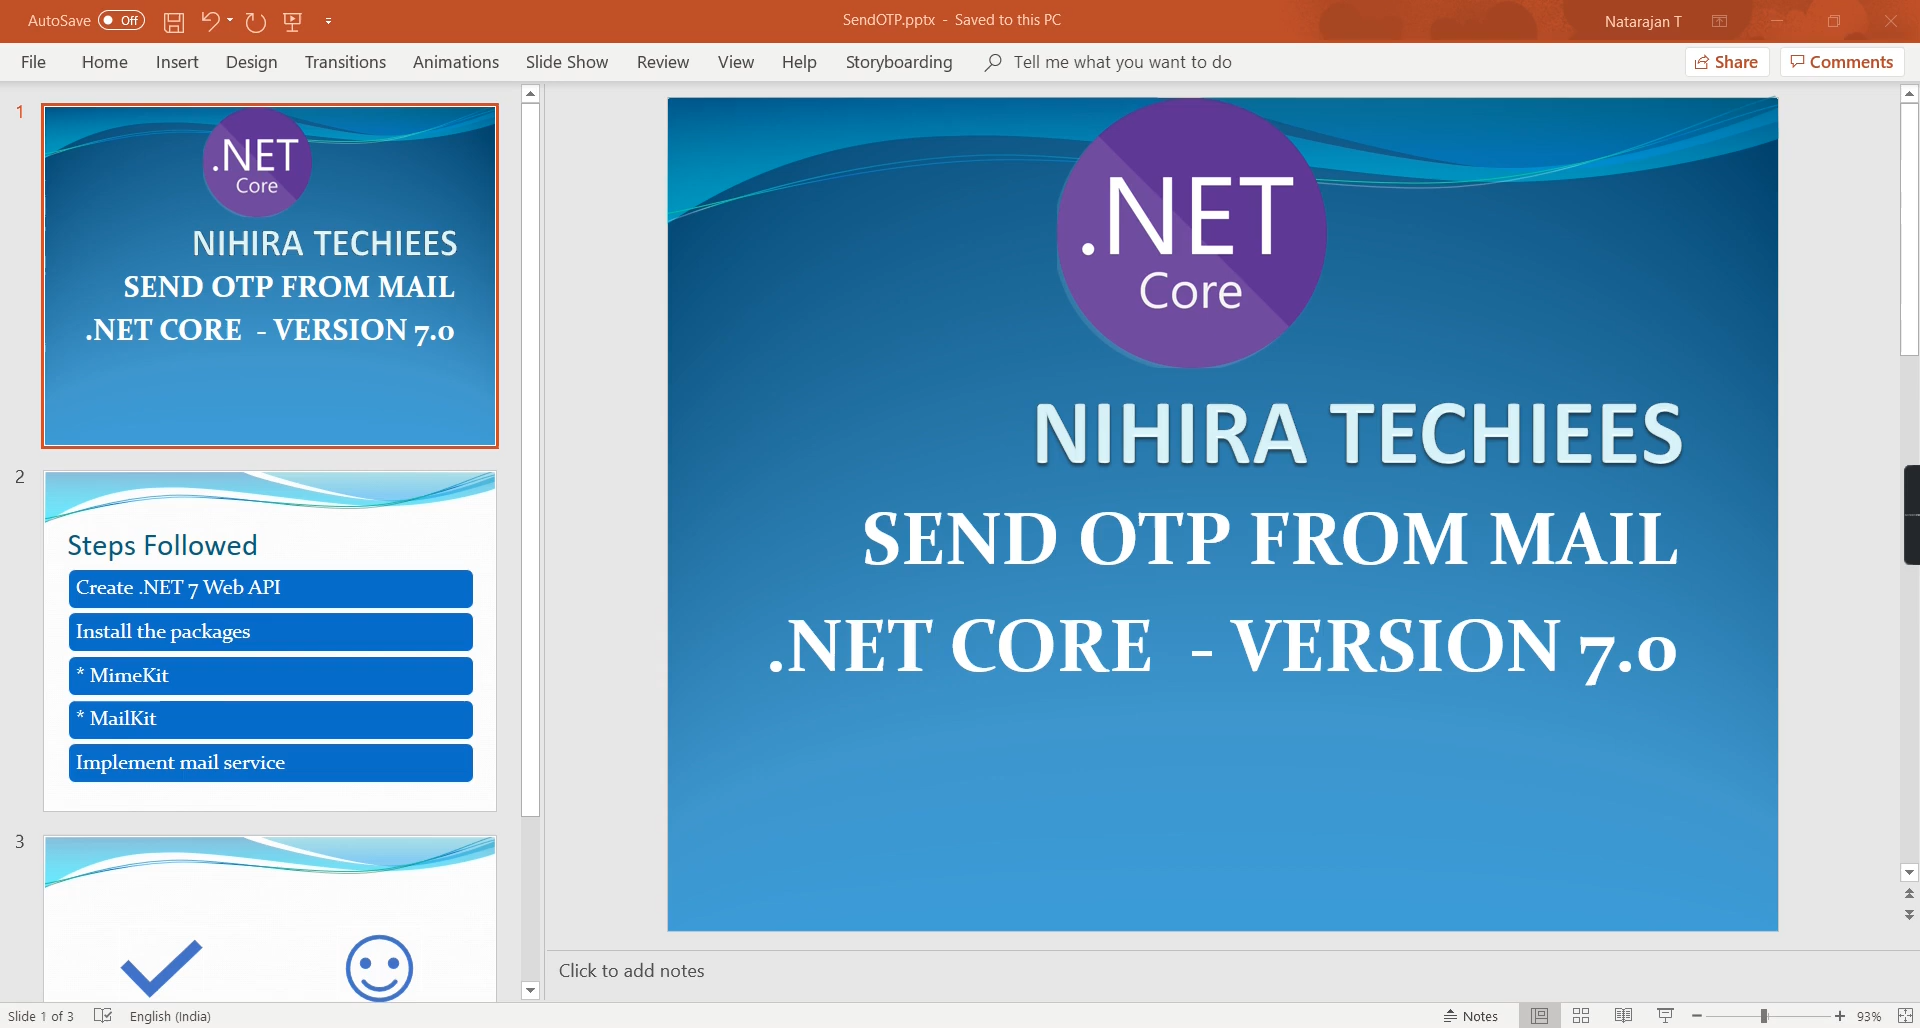 AutoSave Off
SendOTP.pptx - Saved to this PC
Natarajan T
File Home Insert Design Transitions Animations Slide Show Review View Help Storyboarding Tell me what you want to do
Share Comments
1
.NET
Core
NIHIRA TECHIEES
SEND OTP FROM MAIL
.NET CORE - VERSION 7.0
2
Steps Followed
Create .NET 7 Web API
Install the packages
* MimeKit
* MailKit
Implement mail service
3
.NET
Core
NIHIRA TECHIEES
SEND OTP FROM MAIL
.NET CORE - VERSION 7.0
Click to add notes
Slide 1 of 3 English (India)
Notes 93%